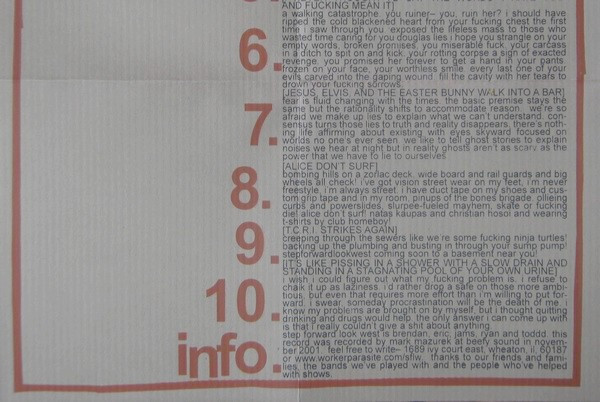 AND FUCKING MEAN IT!]
a walking catastrophe. you ruiner– you. ruin her? i should have
ripped the cold blackened heart from your fucking chest the first
time i saw through you. exposed the lifeless mass to those who
wasted time caring for you douglas lies i hope you strangle on your
6. empty words, broken promises. you miserable fuck, your carcass
in a ditch to spit on and kick. your rotting corpse a sign of exacted
revenge. you promised her forever to get a hand in your pants.
frozen on your face, your worthless smile. every last one of your
evils carved into the gaping wound. fill the cavity with her tears to
drown your fucking sorrows.
[JESUS, ELVIS, AND THE EASTER BUNNY WALK INTO A BAR]
fear is fluid changing with the times. the basic premise stays the
same but the rationality shifts to accommodate reason. we're so
7. afraid we make up lies to explain what we can't understand. con-
sensus turns those lies to truth and reality disappears. there's noth-
ing life affirming about existing with eyes skyward focused on
worlds no one's ever seen. we like to tell ghost stories to explain
noises we hear at night but in reality ghosts aren't as scary as the
power that we have to lie to ourselves
[ALICE DON'T SURF]
bombing hills on a zorlac deck. wide board and rail guards and big
8. wheels all check! i've got vision street wear on my feet, i'm never
freestyle, i'm always street. i have duct tape on my shoes and cus-
tom grip tape and in my room, pinups of the bones brigade. ollieing
curbs and powerslides, slurpee-fueled mayhem, skate or fucking
die! alice don't surf! natas kaupas and christian hosoi and wearing
t-shirts by club homeboy!
9. [T.C.R.I. STRIKES AGAIN]
creeping through the sewers like we're some fucking ninja turtles!
backing up the plumbing and busting in through your sump pump!
stepforwardlookwest coming soon to a basement near you!
[IT'S LIKE PISSING IN A SHOWER WITH A SLOW DRAIN AND
STANDING IN A STAGNATING POOL OF YOUR OWN URINE]
10. i wish i could figure out what my fucking problem is. i refuse to
chalk it up as laziness. i'd rather drop a safe on those more ambi-
tious, but even that requires more effort than i'm willing to put for-
ward. i swear, someday procrastination will be the death of me. i
know my problems are brought on by myself, but i thought quitting
drinking and drugs would help. the only answer i can come up with
is that i really couldn't give a shit about anything.
info. step forward look west is brendan, eric, jams, ryan and toddd. this
record was recorded by mark mazurek at beefy sound in novem-
ber 2001. feel free to write– 1689 ivy court east, wheaton, il, 60187
or www.workerparasite.com/sflw. thanks to our friends and fami-
lies, the bands we've played with and the people who've helped
with shows.